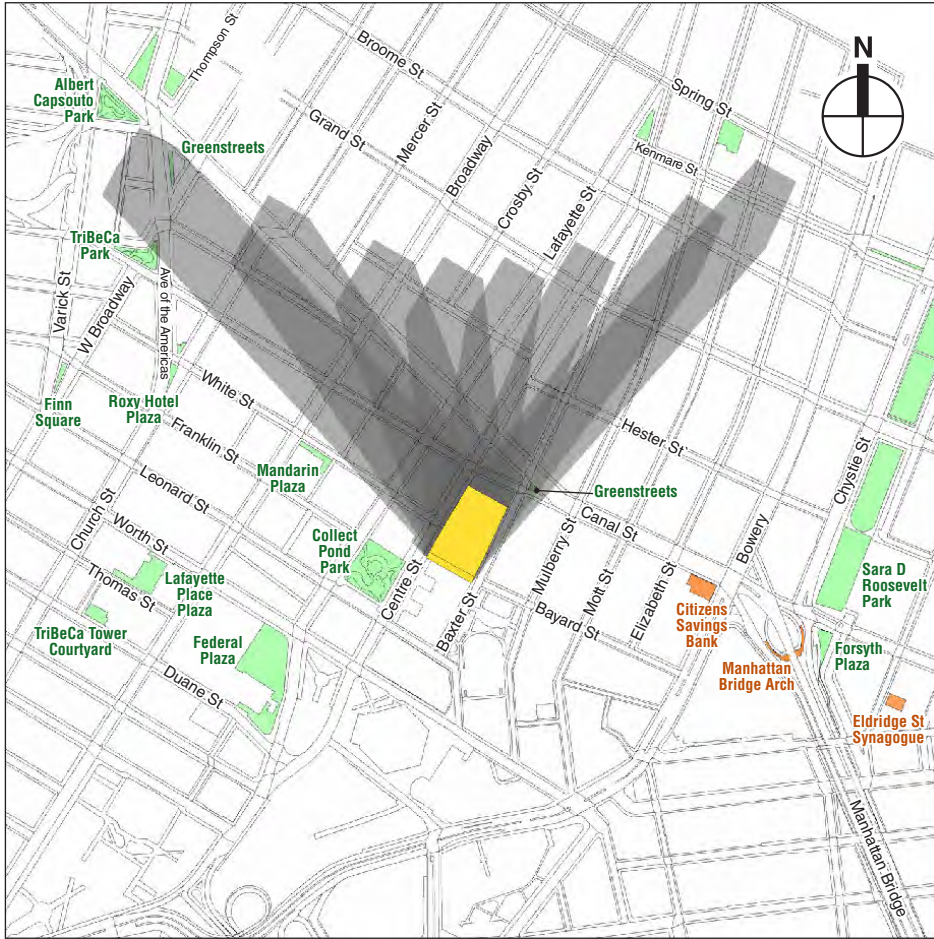 N
Thompson St
Broome St
Spring St
Albert
Capsouto
Park
Greenstreets
Grand St
Mercer St
Broadway
Kenmare St
Crosby St
Lafayette St
TriBeCa
Park
Varick St
W Broadway
Ave of the Americas
White St
Finn
Square
Roxy Hotel
Plaza
Franklin St
Hester St
Mandarin
Plaza
Leonard St
Greenstreets
Canal St
Chystie St
Church St
Worth St
Collect
Pond
Park
Centre St
Baxter St
Mulberry St
Mott St
Elizabeth St
Bowery
Bayard St
Thomas St
Lafayette
Place
Plaza
Sara D
Roosevelt
Park
Citizens
Savings
Bank
TriBeCa Tower
Courtyard
Federal
Plaza
Manhattan
Bridge Arch
Forsyth
Plaza
Duane St
Eldridge St
Synagogue
Manhattan Bridge